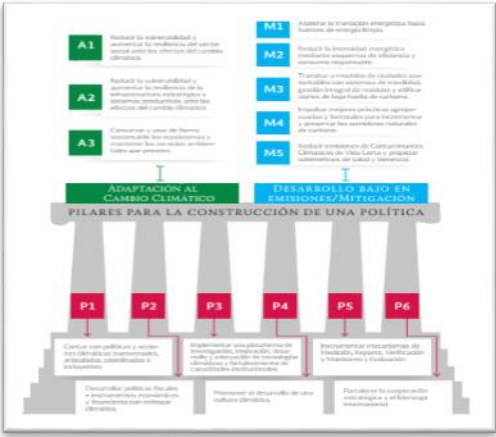 A1
Reducir la vulnerabilidad y
aumentar la resiliencia del sector
social ante los efectos del cambio
climático.
A2
Reducir la vulnerabilidad y
aumentar la resiliencia de la
infraestructura estratégica y
sistemas productivos ante los
efectos del cambio climático.
A3
Conservar y usar de forma
sustentable los ecosistemas y
mantener los servicios ambien-
tales que proveen.
M1
Acelerar la transición energética hacia
fuentes de energía limpia.
M2
Reducir la intensidad energética
mediante esquemas de eficiencia y
consumo responsable.
M3
Transitar a modelos de ciudades sus-
tentables con sistemas de movilidad,
gestión integral de residuos y edifica-
ciones de baja huella de carbono.
M4
Impulsar mejores prácticas agrope-
cuarias y forestales para incrementar
y preservar los sumideros naturales
de carbono.
M5
Reducir emisiones de Contaminantes
Climáticos de Vida Corta y propiciar
cobeneficios de salud y bienestar.
ADAPTACIÓN AL
CAMBIO CLIMÁTICO
DESARROLLO BAJO EN
EMISIONES/MITIGACIÓN
PILARES PARA LA CONSTRUCCIÓN DE UNA POLÍTICA
P1
P2
P3
P4
P5
P6
Contar con políticas y accio-
nes climáticas transversales,
articuladas, coordinadas e
incluyentes.
Implementar una plataforma de
investigación, innovación, desa-
rrollo y adecuación de tecnologías
climáticas y fortalecimiento de
capacidades institucionales.
Instrumentar mecanismos de
Medición, Reporte, Verificación
y Monitoreo y Evaluación.
Desarrollar políticas fiscales
e instrumentos económicos
y financieros con enfoque
climático.
Promover el desarrollo de una
cultura climática.
Fortalecer la cooperación
estratégica y el liderazgo
internacional.